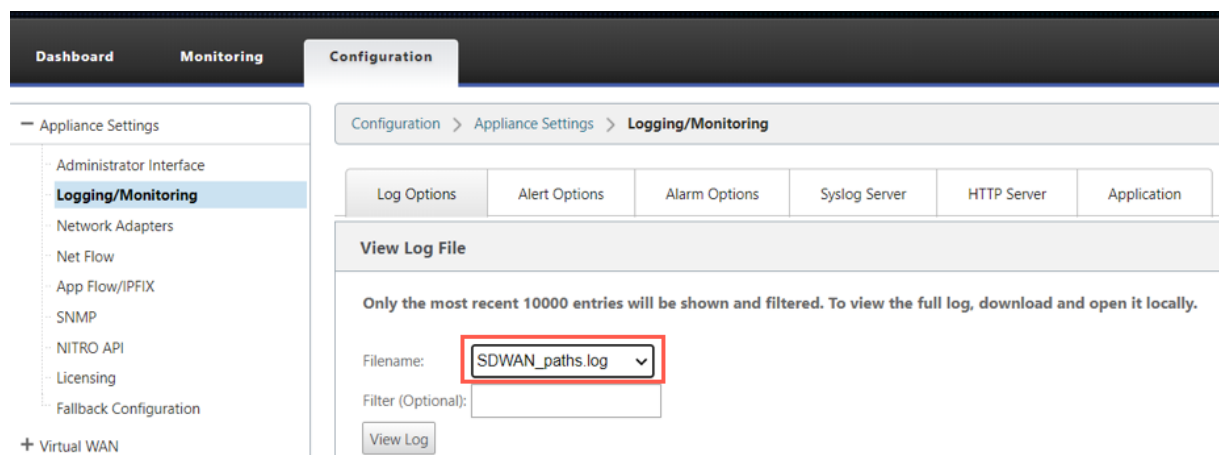 Dashboard Monitoring Configuration
Appliance Settings
Administrator Interface
Logging/Monitoring
Network Adapters
Net Flow
App Flow/IPFIX
SNMP
NITRO API
Licensing
Fallback Configuration
Virtual WAN
Configuration > Appliance Settings > Logging/Monitoring
Log Options Alert Options Alarm Options Syslog Server HTTP Server Application
View Log File
Only the most recent 10000 entries will be shown and filtered. To view the full log, download and open it locally.
Filename: SDWAN_paths.log
Filter (Optional):
View Log